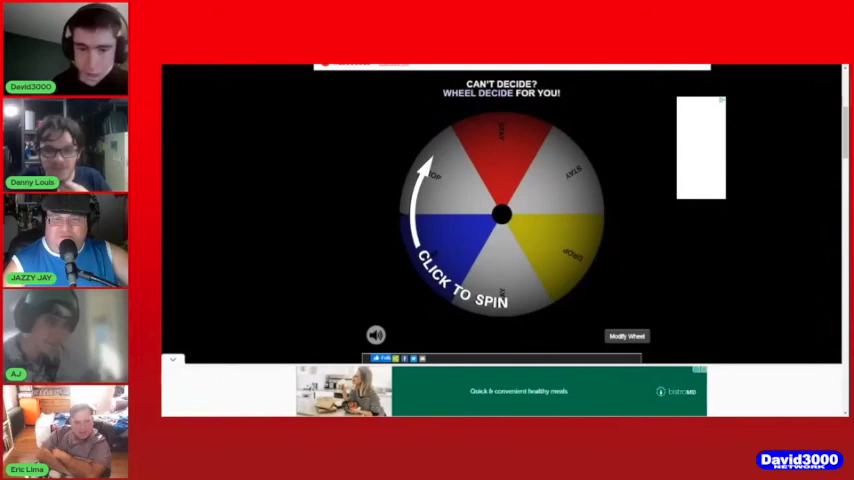 David3000
Danny Louis
JAZZY JAY
AJ
Eric Lima
CAN'T DECIDE?
WHEEL DECIDE FOR YOU!
STAY
STAY
DROP
CLICK TO SPIN
Modify Wheel
Quick & convenient healthy meals
bistroMD
David3000
NETWORK